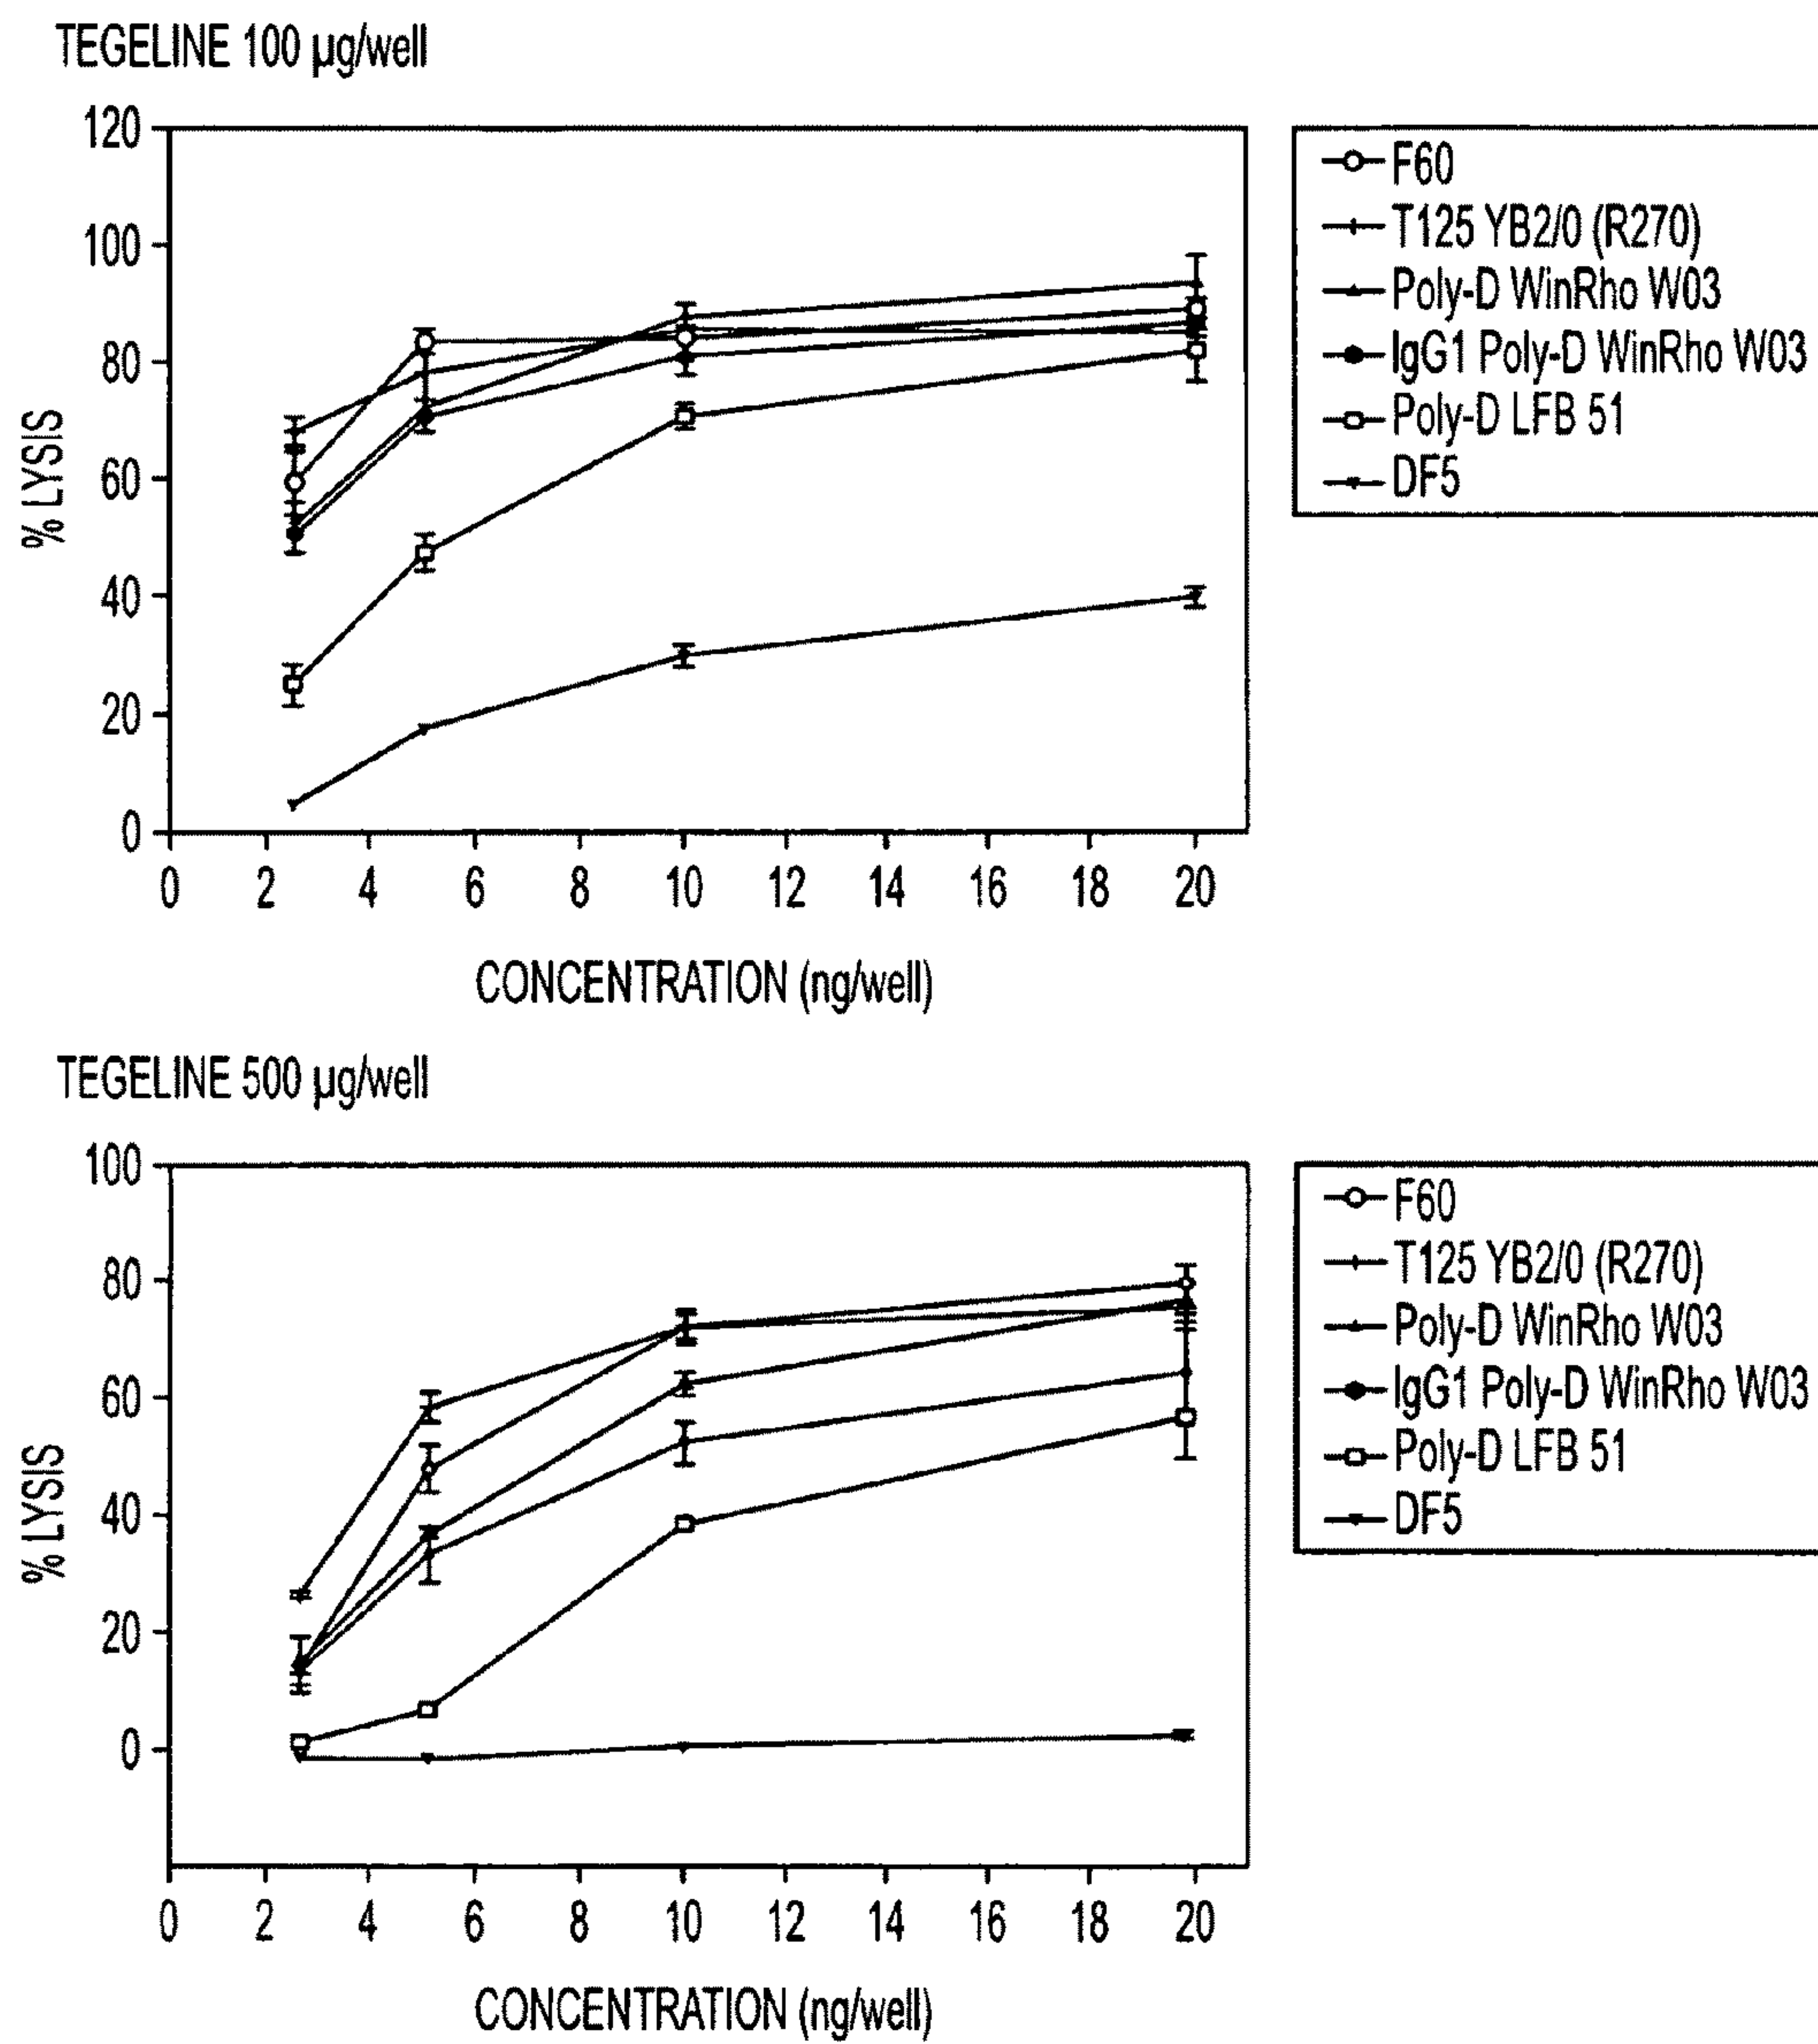 TEGELINE 100 µg/well
120
100
80
60
40
20
0
% LYSIS
0 2 4 6 8 10 12 14 16 18 20
CONCENTRATION (ng/well)
F60
T125 YB2/0 (R270)
Poly-D WinRho W03
IgG1 Poly-D WinRho W03
Poly-D LFB 51
DF5
TEGELINE 500 µg/well
100
80
60
40
20
0
% LYSIS
0 2 4 6 8 10 12 14 16 18 20
CONCENTRATION (ng/well)
F60
T125 YB2/0 (R270)
Poly-D WinRho W03
IgG1 Poly-D WinRho W03
Poly-D LFB 51
DF5